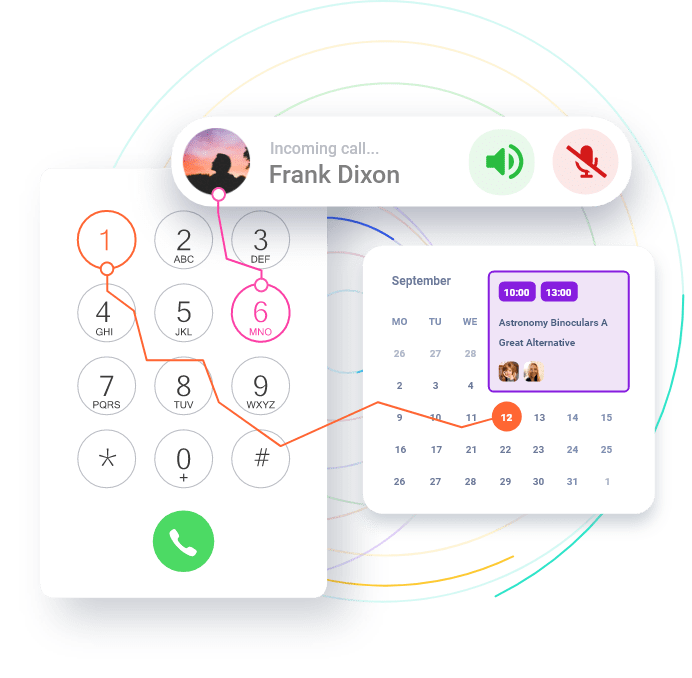 Incoming call...
Frank Dixon
1
2
ABC
3
DEF
4
GHI
5
JKL
6
MNO
7
PQRS
8
TUV
9
WXYZ
*
0
+
#
September
10:00 13:00
Astronomy Binoculars A
Great Alternative
MO TU WE
26 27 28
2 3 4
9 10 11 12 13 14 15
16 17 21 22 23 24 25
26 27 28 29 30 31 1